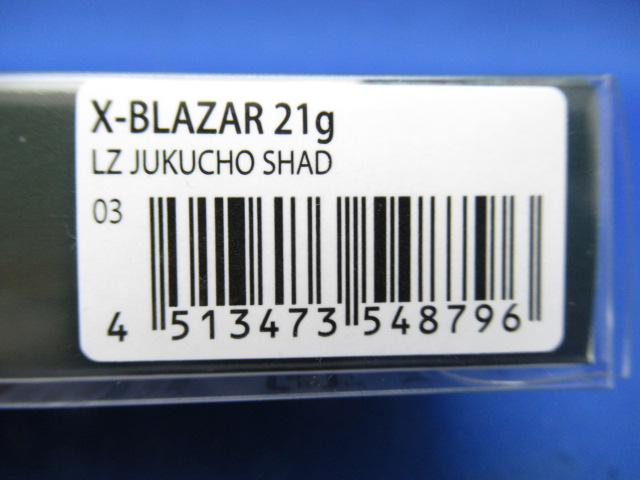 X-BLAZAR 21g
LZ JUKUCHO SHAD
03
4 513473 548796